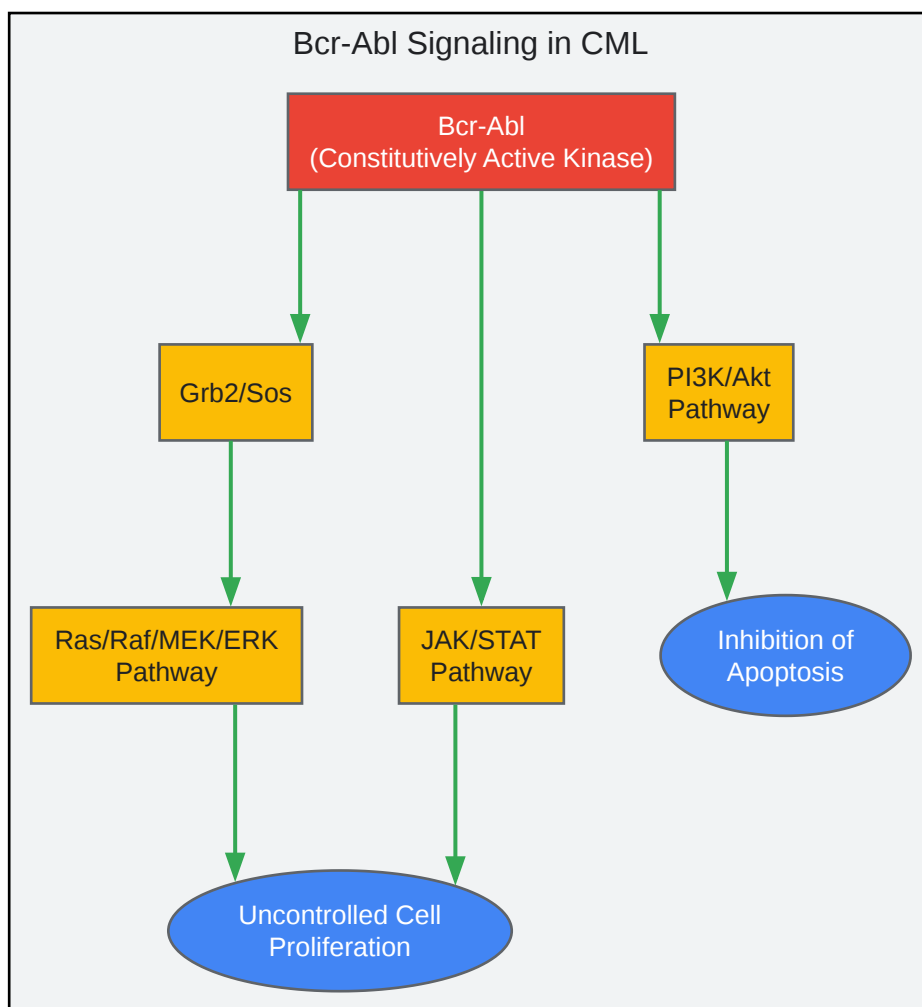 Bcr-Abl Signaling in CML
Bcr-Abl
(Constitutively Active Kinase)
Grb2/Sos
PI3K/Akt
Pathway
Ras/Raf/MEK/ERK
Pathway
JAK/STAT
Pathway
Inhibition of
Apoptosis
Uncontrolled Cell
Proliferation